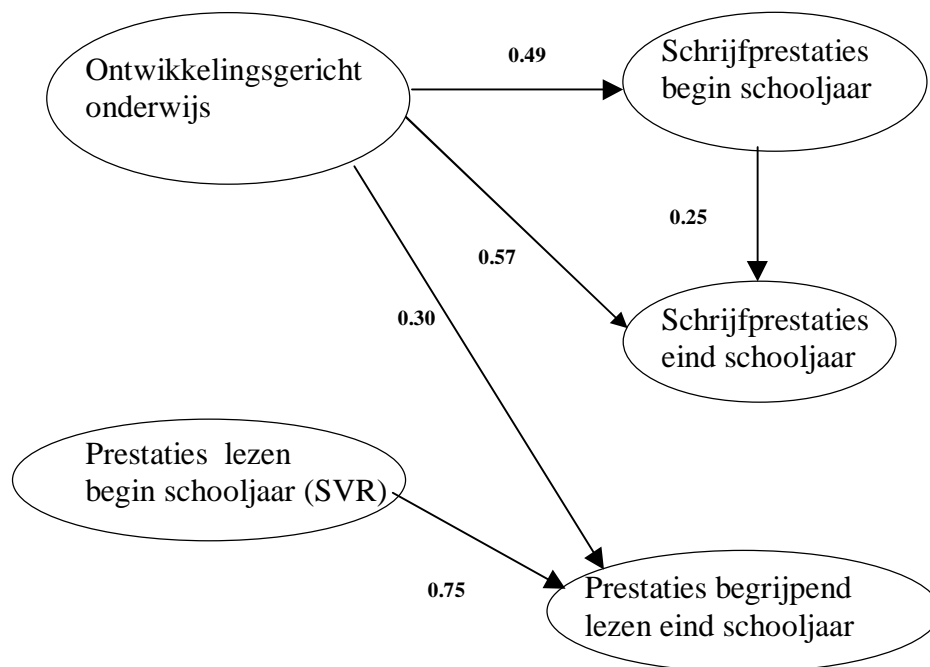 Ontwikkelingsgericht
onderwijs
0.49
Schrijfprestaties
begin schooljaar
0.25
0.57
0.30
Schrijfprestaties
eind schooljaar
Prestaties lezen
begin schooljaar (SVR)
0.75
Prestaties begrijpend
lezen eind schooljaar